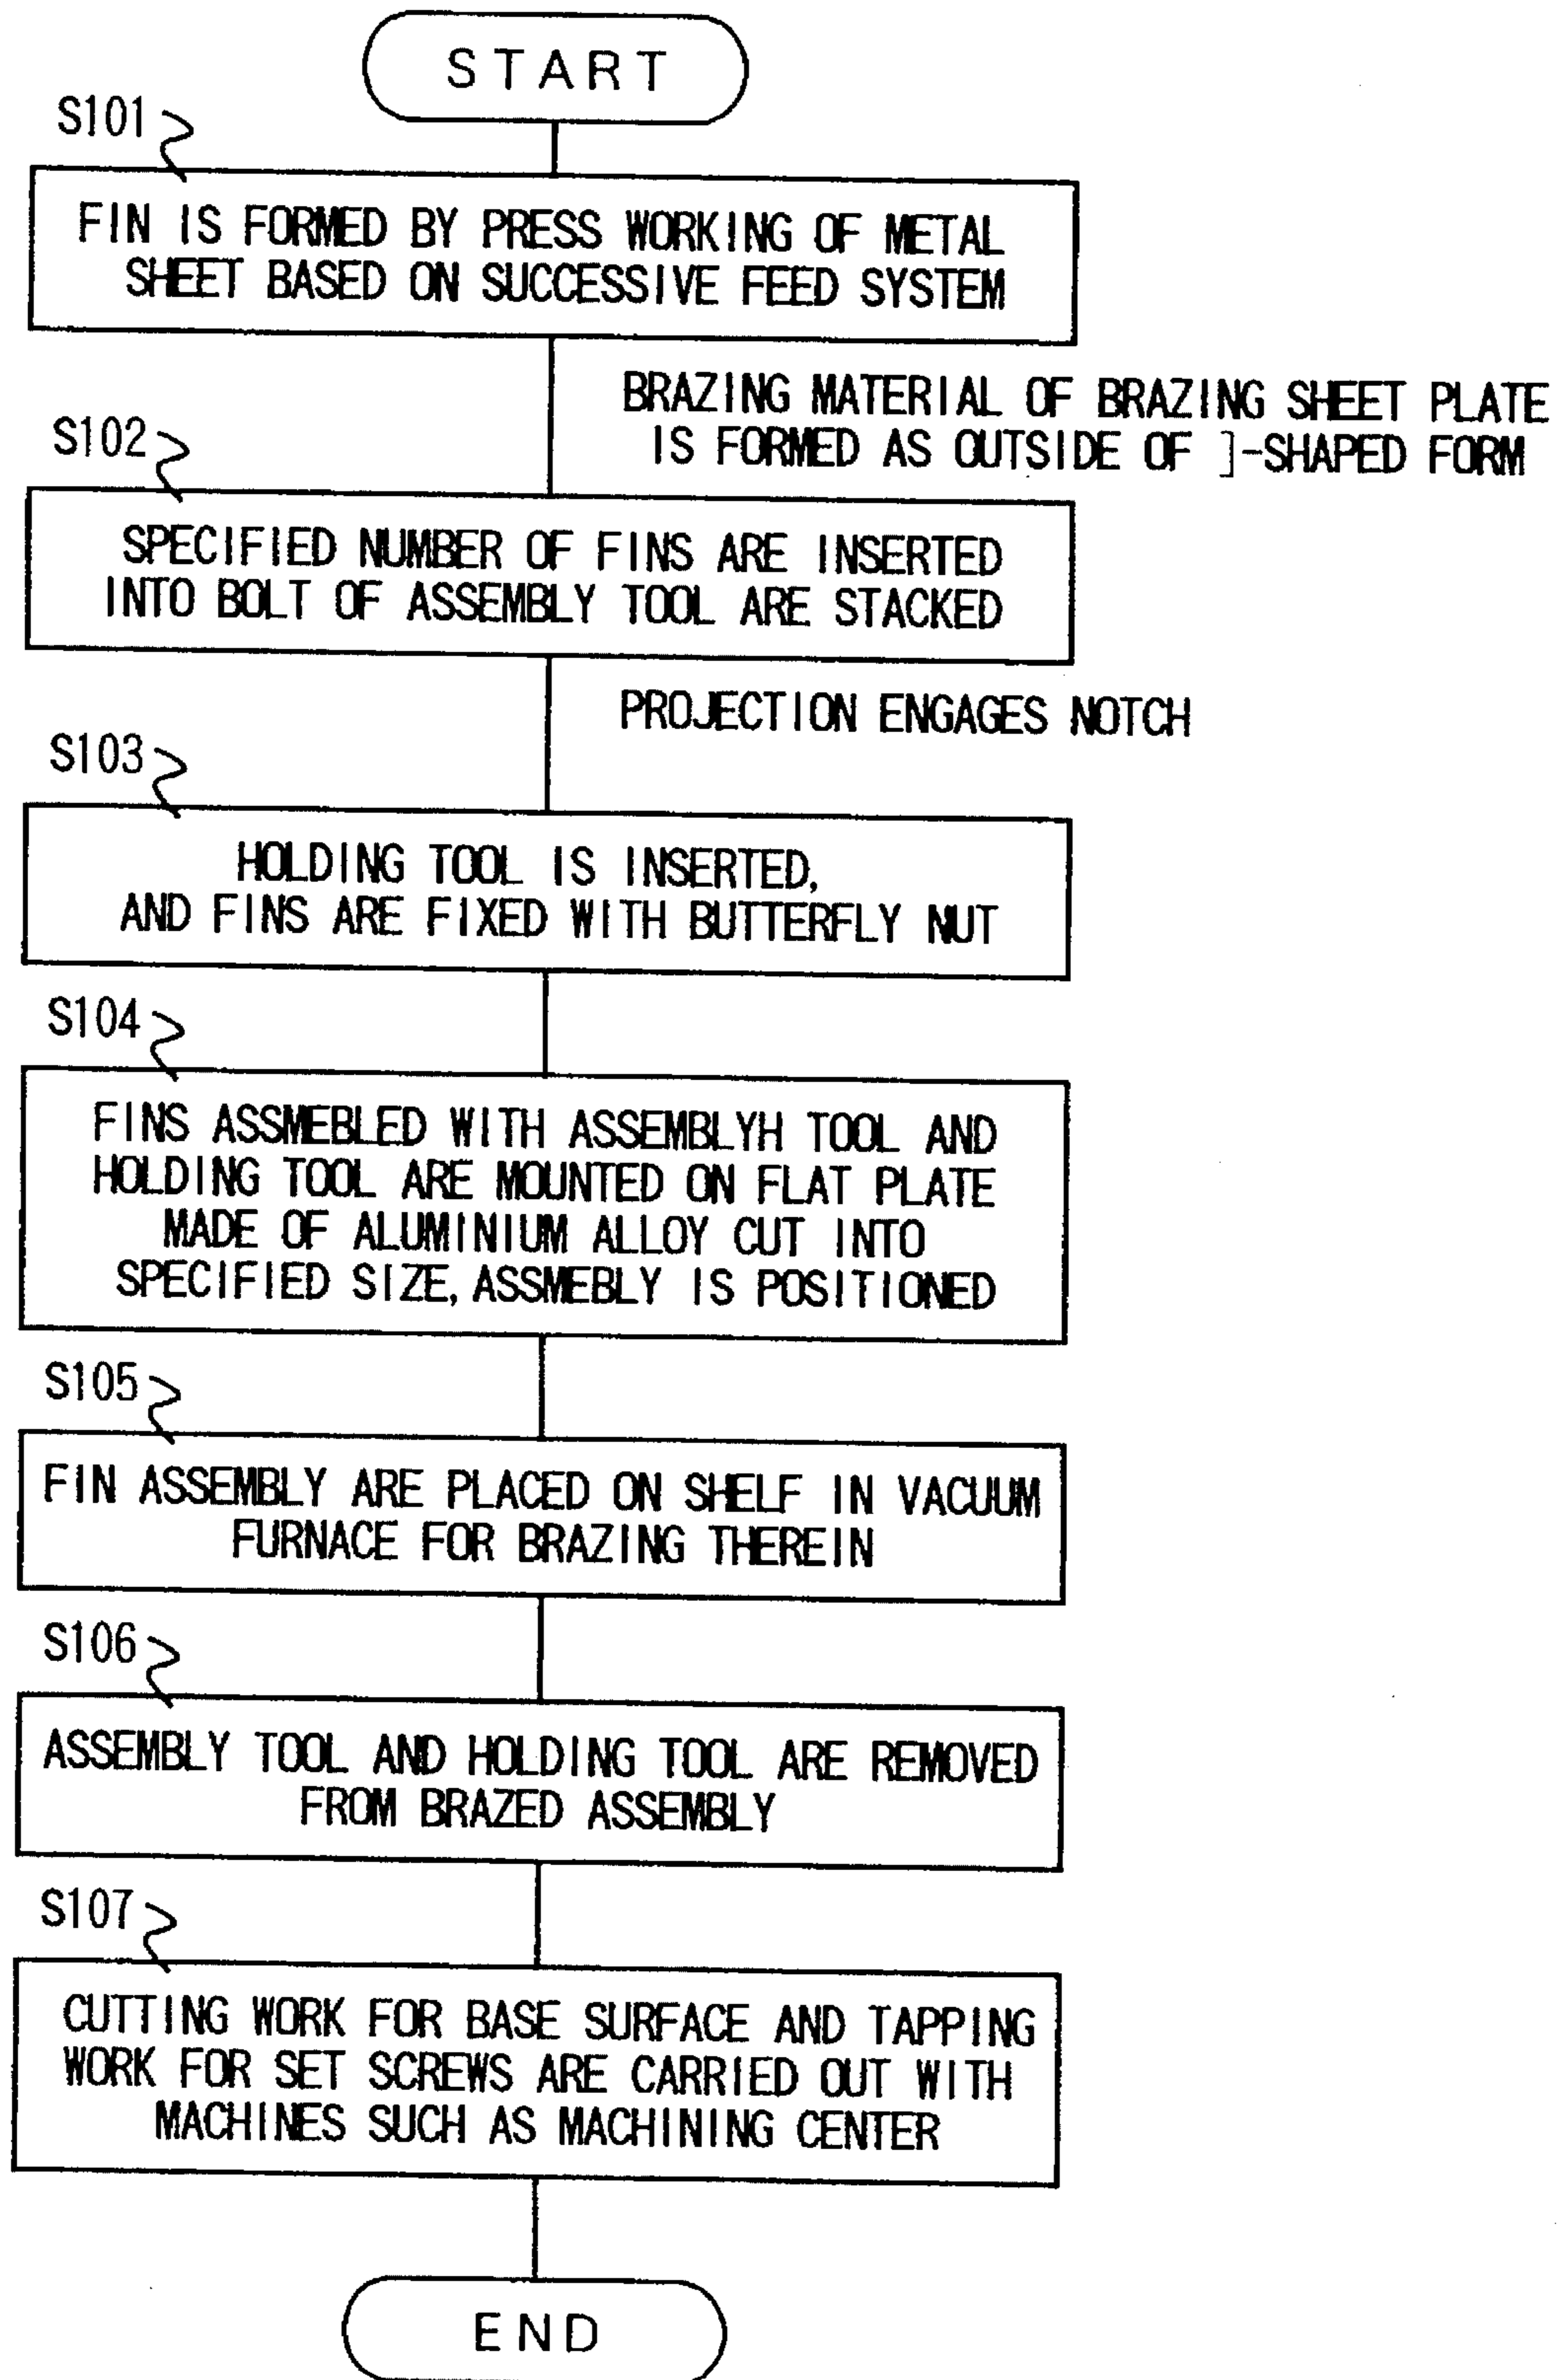 START
S101
FIN IS FORMED BY PRESS WORKING OF METAL
SHEET BASED ON SUCCESSIVE FEED SYSTEM
BRAZING MATERIAL OF BRAZING SHEET PLATE
IS FORMED AS OUTSIDE OF ]-SHAPED FORM
S102
SPECIFIED NUMBER OF FINS ARE INSERTED
INTO BOLT OF ASSEMBLY TOOL ARE STACKED
PROJECTION ENGAGES NOTCH
S103
HOLDING TOOL IS INSERTED,
AND FINS ARE FIXED WITH BUTTERFLY NUT
S104
FINS ASSMEBLED WITH ASSEMBLYH TOOL AND
HOLDING TOOL ARE MOUNTED ON FLAT PLATE
MADE OF ALUMINIUM ALLOY CUT INTO
SPECIFIED SIZE, ASSMEBLY IS POSITIONED
S105
FIN ASSEMBLY ARE PLACED ON SHELF IN VACUUM
FURNACE FOR BRAZING THEREIN
S106
ASSEMBLY TOOL AND HOLDING TOOL ARE REMOVED
FROM BRAZED ASSEMBLY
S107
CUTTING WORK FOR BASE SURFACE AND TAPPING
WORK FOR SET SCREWS ARE CARRIED OUT WITH
MACHINES SUCH AS MACHINING CENTER
END